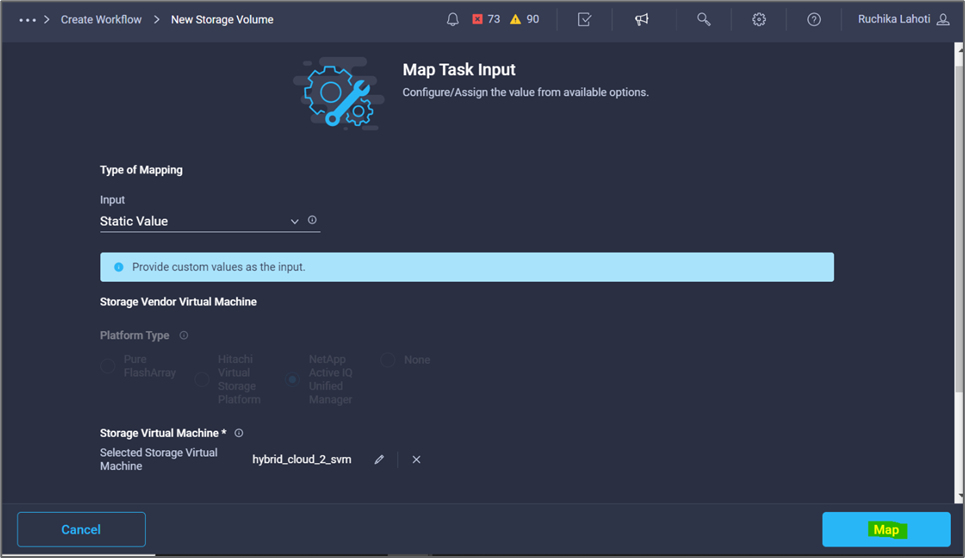 Create Workflow > New Storage Volume 73 90 Ruchika Lahoti
Map Task Input
Configure/Assign the value from available options.
Type of Mapping
Input
Static Value
Provide custom values as the input.
Storage Vendor Virtual Machine
Platform Type
Pure
FlashArray
Hitachi
Virtual
Storage
Platform
NetApp
Active IQ
Unified
Manager
None
Storage Virtual Machine *
Selected Storage Virtual
Machine
hybrid_cloud_2_svm
Cancel
Map